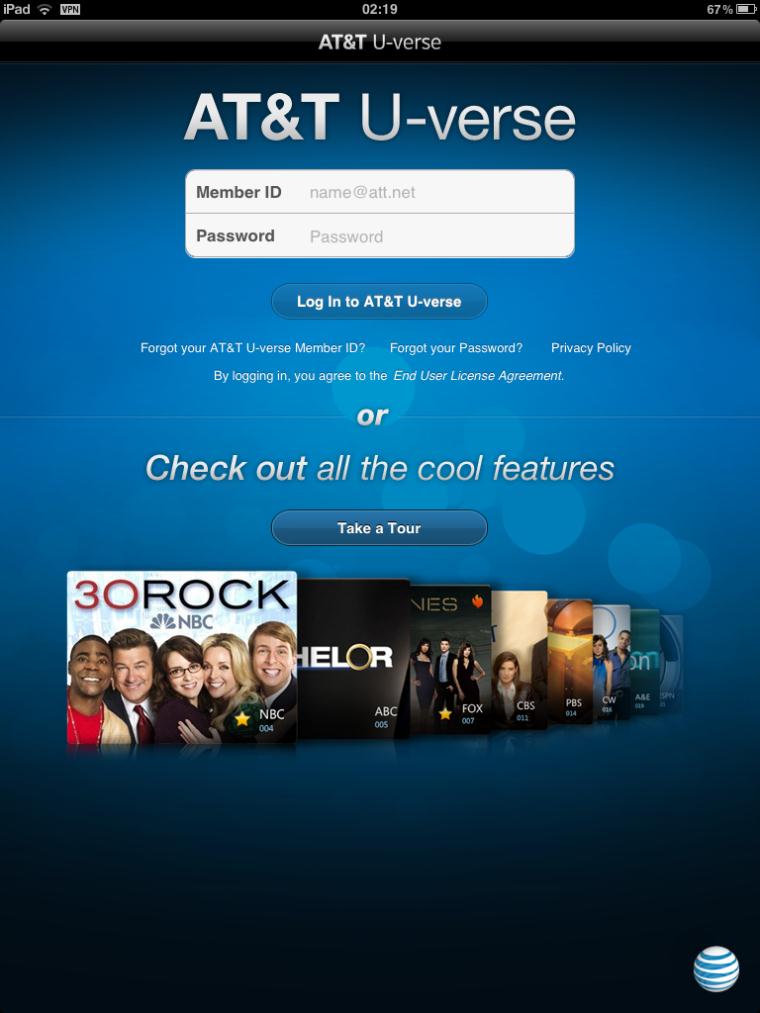 iPad VPN 02:19 67%
AT&T U-verse
AT&T U-verse
Member ID name@att.net
Password Password
Log In to AT&T U-verse
Forgot your AT&T U-verse Member ID? Forgot your Password? Privacy Policy
By logging in, you agree to the End User License Agreement.
or
Check out all the cool features
Take a Tour
30ROCK
NBC
HELOR
NES
NBC
004
ABC
005
FOX
007
CBS
011
PBS
014
CW
016
A&E
019
SPN
on